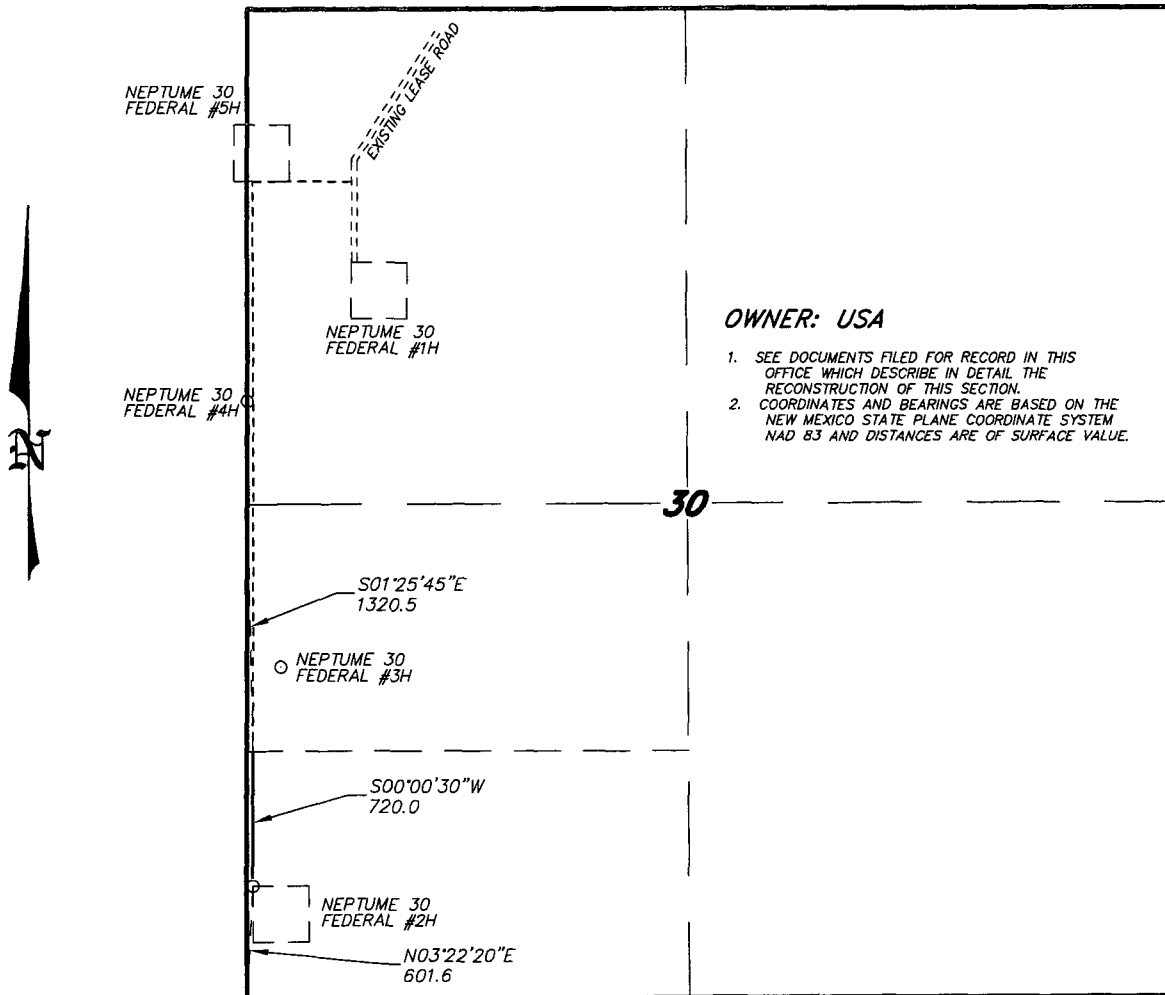 EXISTING LEASE ROAD
NEPTUME 30
FEDERAL #5H
NEPTUME 30
FEDERAL #1H
OWNER: USA
1. SEE DOCUMENTS FILED FOR RECORD IN THIS
OFFICE WHICH DESCRIBE IN DETAIL THE
RECONSTRUCTION OF THIS SECTION.
2. COORDINATES AND BEARINGS ARE BASED ON THE
NEW MEXICO STATE PLANE COORDINATE SYSTEM
NAD 83 AND DISTANCES ARE OF SURFACE VALUE.
NEPTUME 30
FEDERAL #4H
N
30
S01°25'45"E
1320.5
NEPTUME 30
FEDERAL #3H
S00°00'30"W
720.0
NEPTUME 30
FEDERAL #2H
N03°22'20"E
601.6